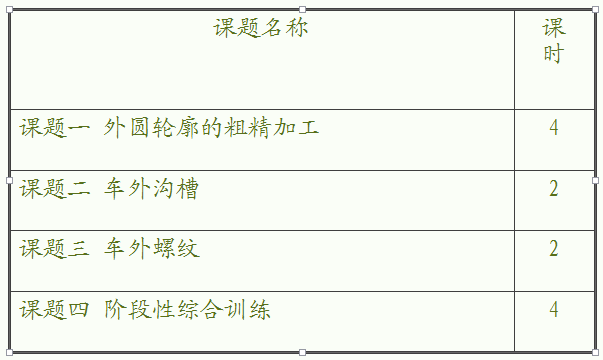 课题名称
课
时
课题一 外圆轮廓的粗精加工
4
课题二 车外沟槽
2
课题三 车外螺纹
2
课题四 阶段性综合训练
4